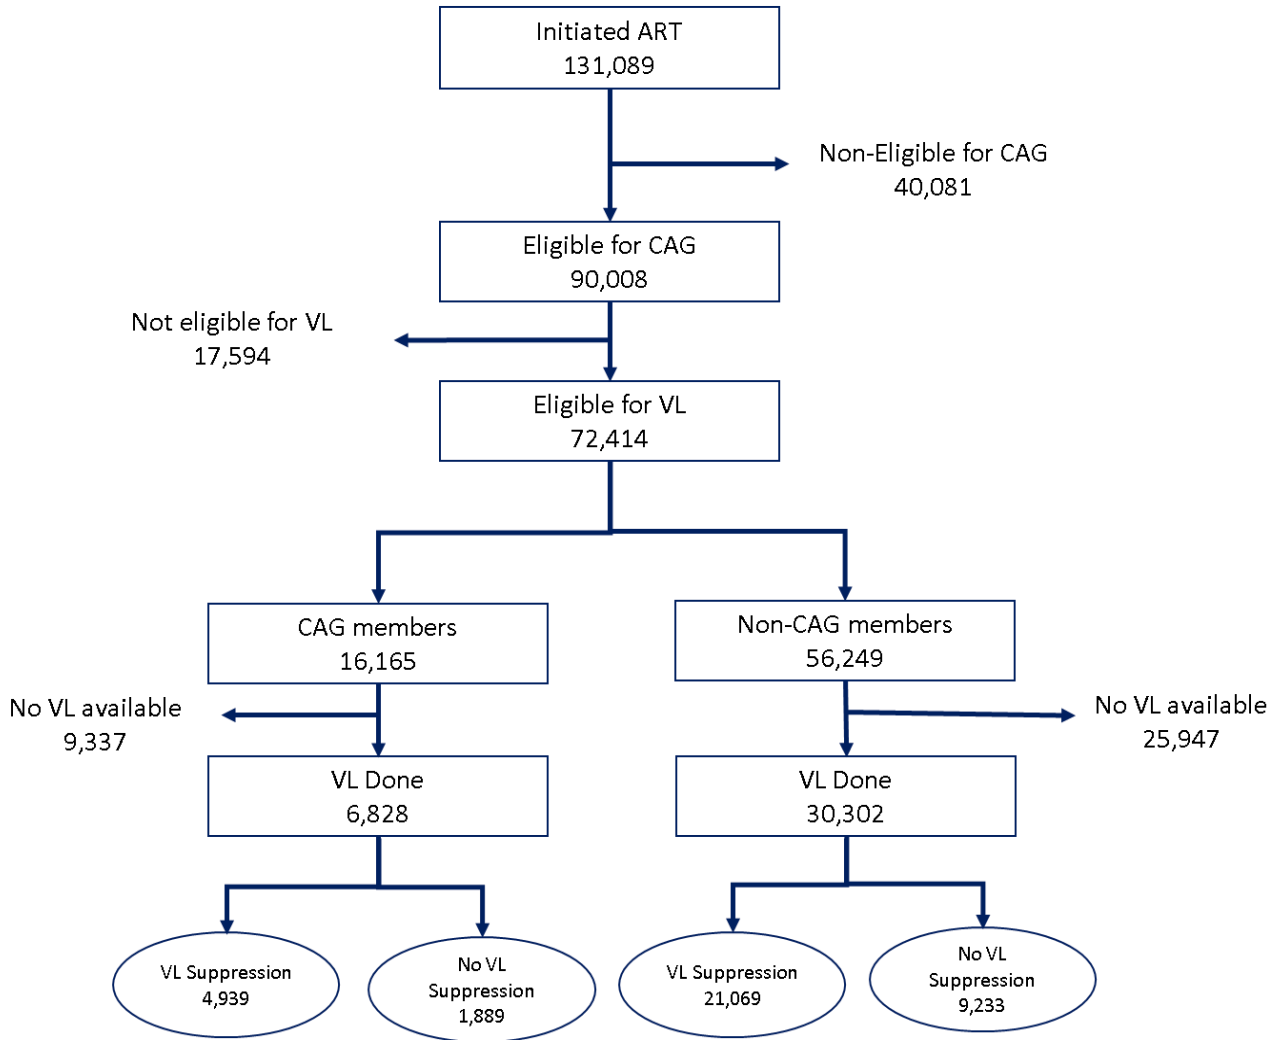 Initiated ART
131,089
Non-Eligible for CAG
40,081
Eligible for CAG
90,008
Not eligible for VL
17,594
Eligible for VL
72,414
CAG members
16,165
Non-CAG members
56,249
No VL available
9,337
No VL available
25,947
VL Done
6,828
VL Done
30,302
VL Suppression
4,939
No VL
Suppression
1,889
VL Suppression
21,069
No VL
Suppression
9,233